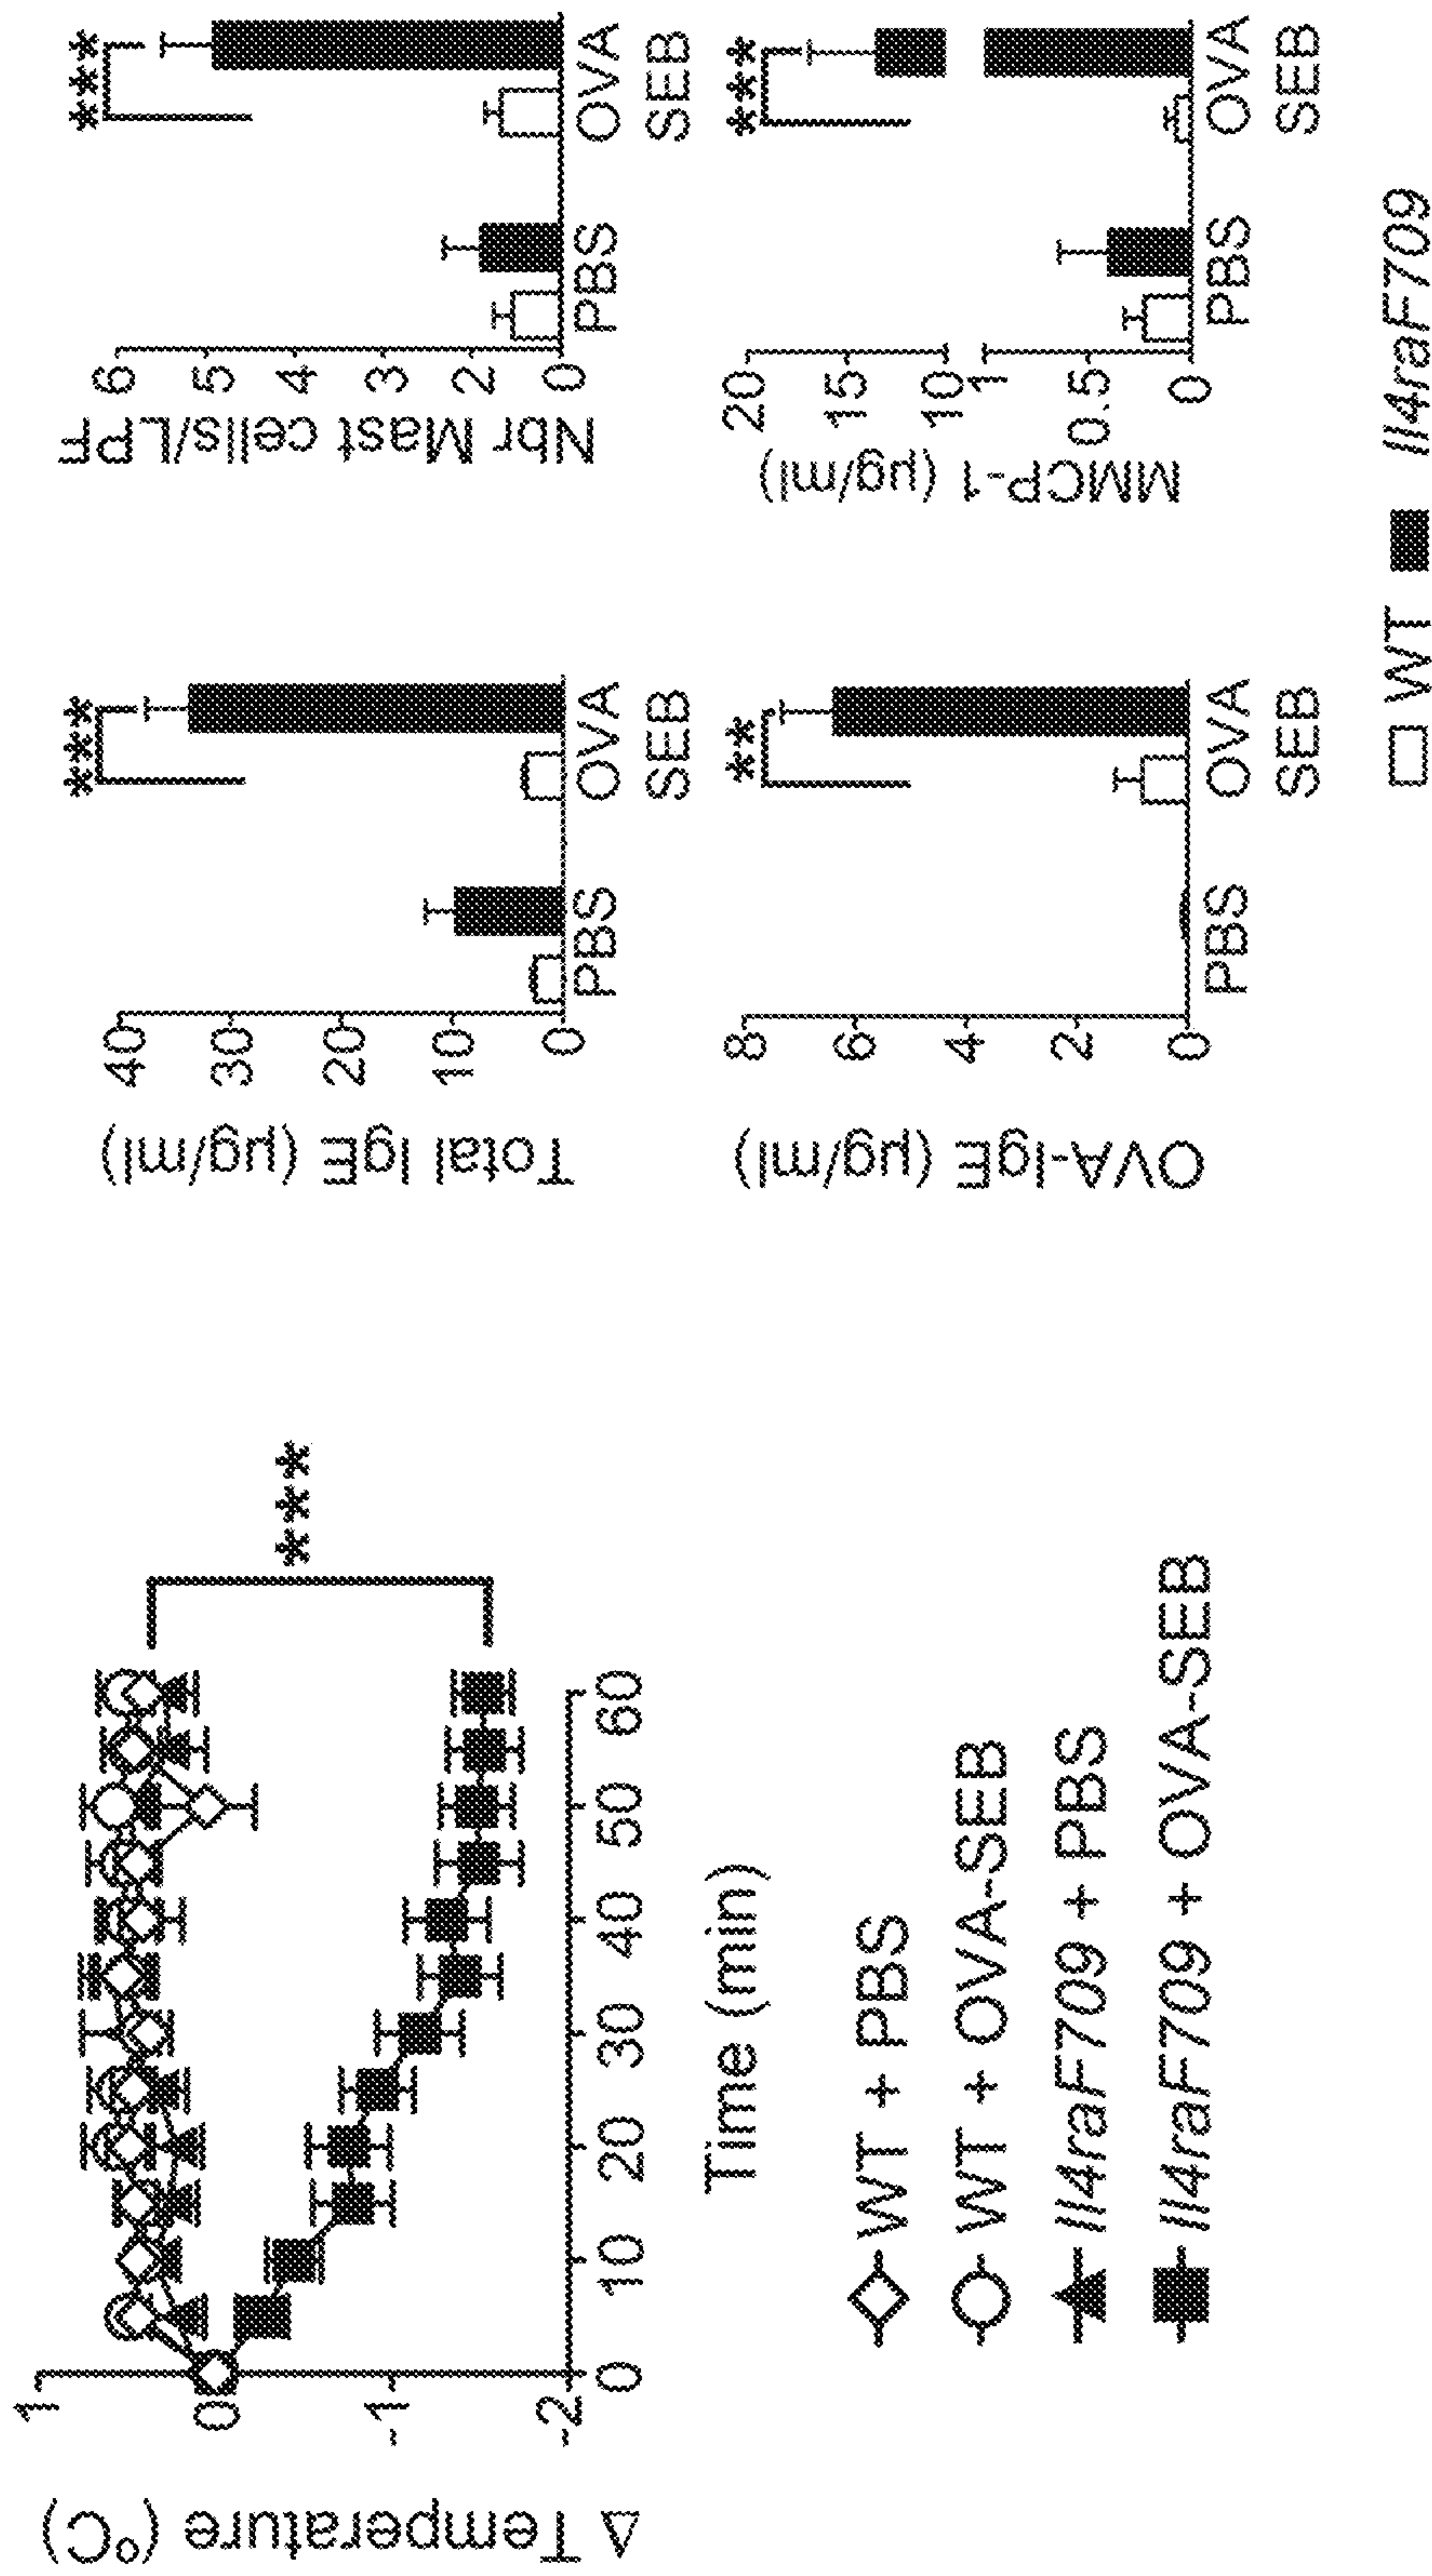 Δ Temperature (°C)
1
0
-1
-2
0 10 20 30 40 50 60
Time (min)
***
WT + PBS
WT + OVA-SEB
Il4raF709 + PBS
Il4raF709 + OVA-SEB
Total IgE (µg/ml)
40
30
20
10
0
***
PBS OVA
SEB
Nbr Mast cells/LPF
6
5
4
3
2
0
***
PBS OVA
SEB
OVA-IgE (µg/ml)
8
6
4
2
0
**
PBS OVA
SEB
MMCP-1 (µg/ml)
20
15
10
1
0.5
0
***
PBS OVA
SEB
WT Il4raF709